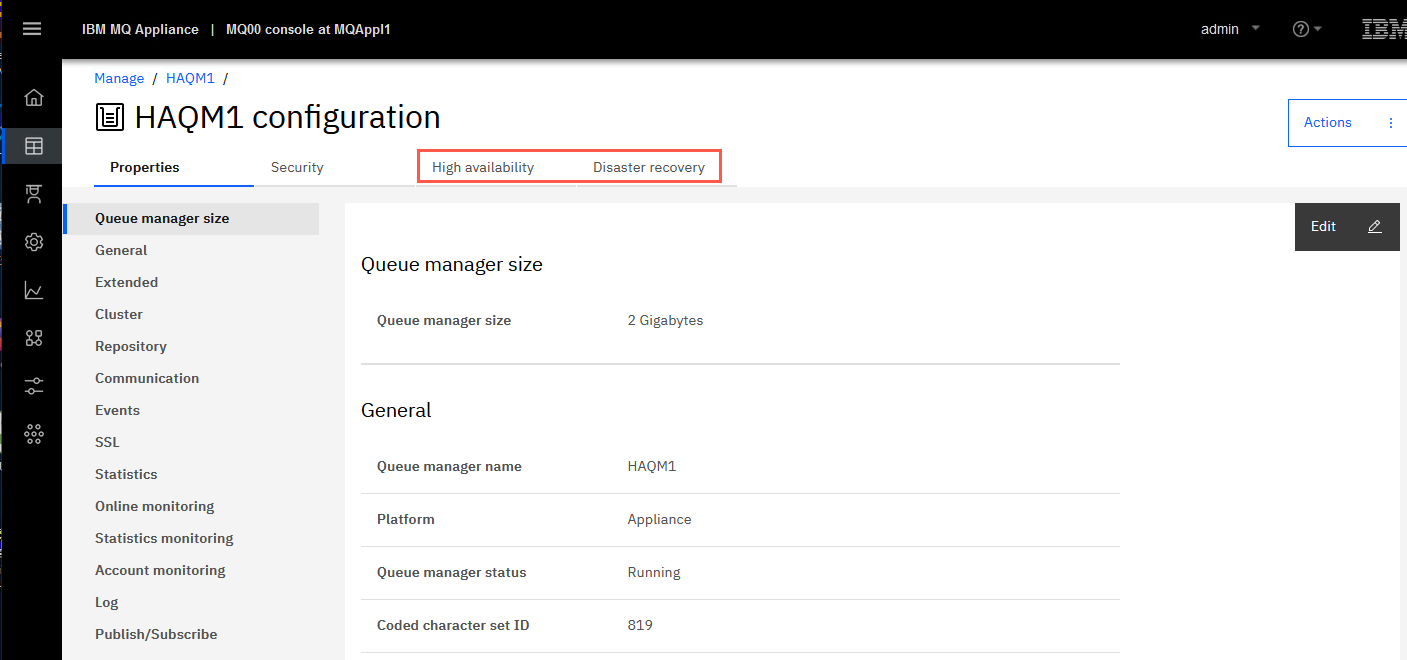 IBM MQ Appliance | MQ00 console at MQAppl1
admin
IBM
Manage / HAQM1 /
HAQM1 configuration
Actions
Properties Security High availability Disaster recovery
Queue manager size
General
Extended
Cluster
Repository
Communication
Events
SSL
Statistics
Online monitoring
Statistics monitoring
Account monitoring
Log
Publish/Subscribe
Edit
Queue manager size
Queue manager size 2 Gigabytes
General
Queue manager name HAQM1
Platform Appliance
Queue manager status Running
Coded character set ID 819